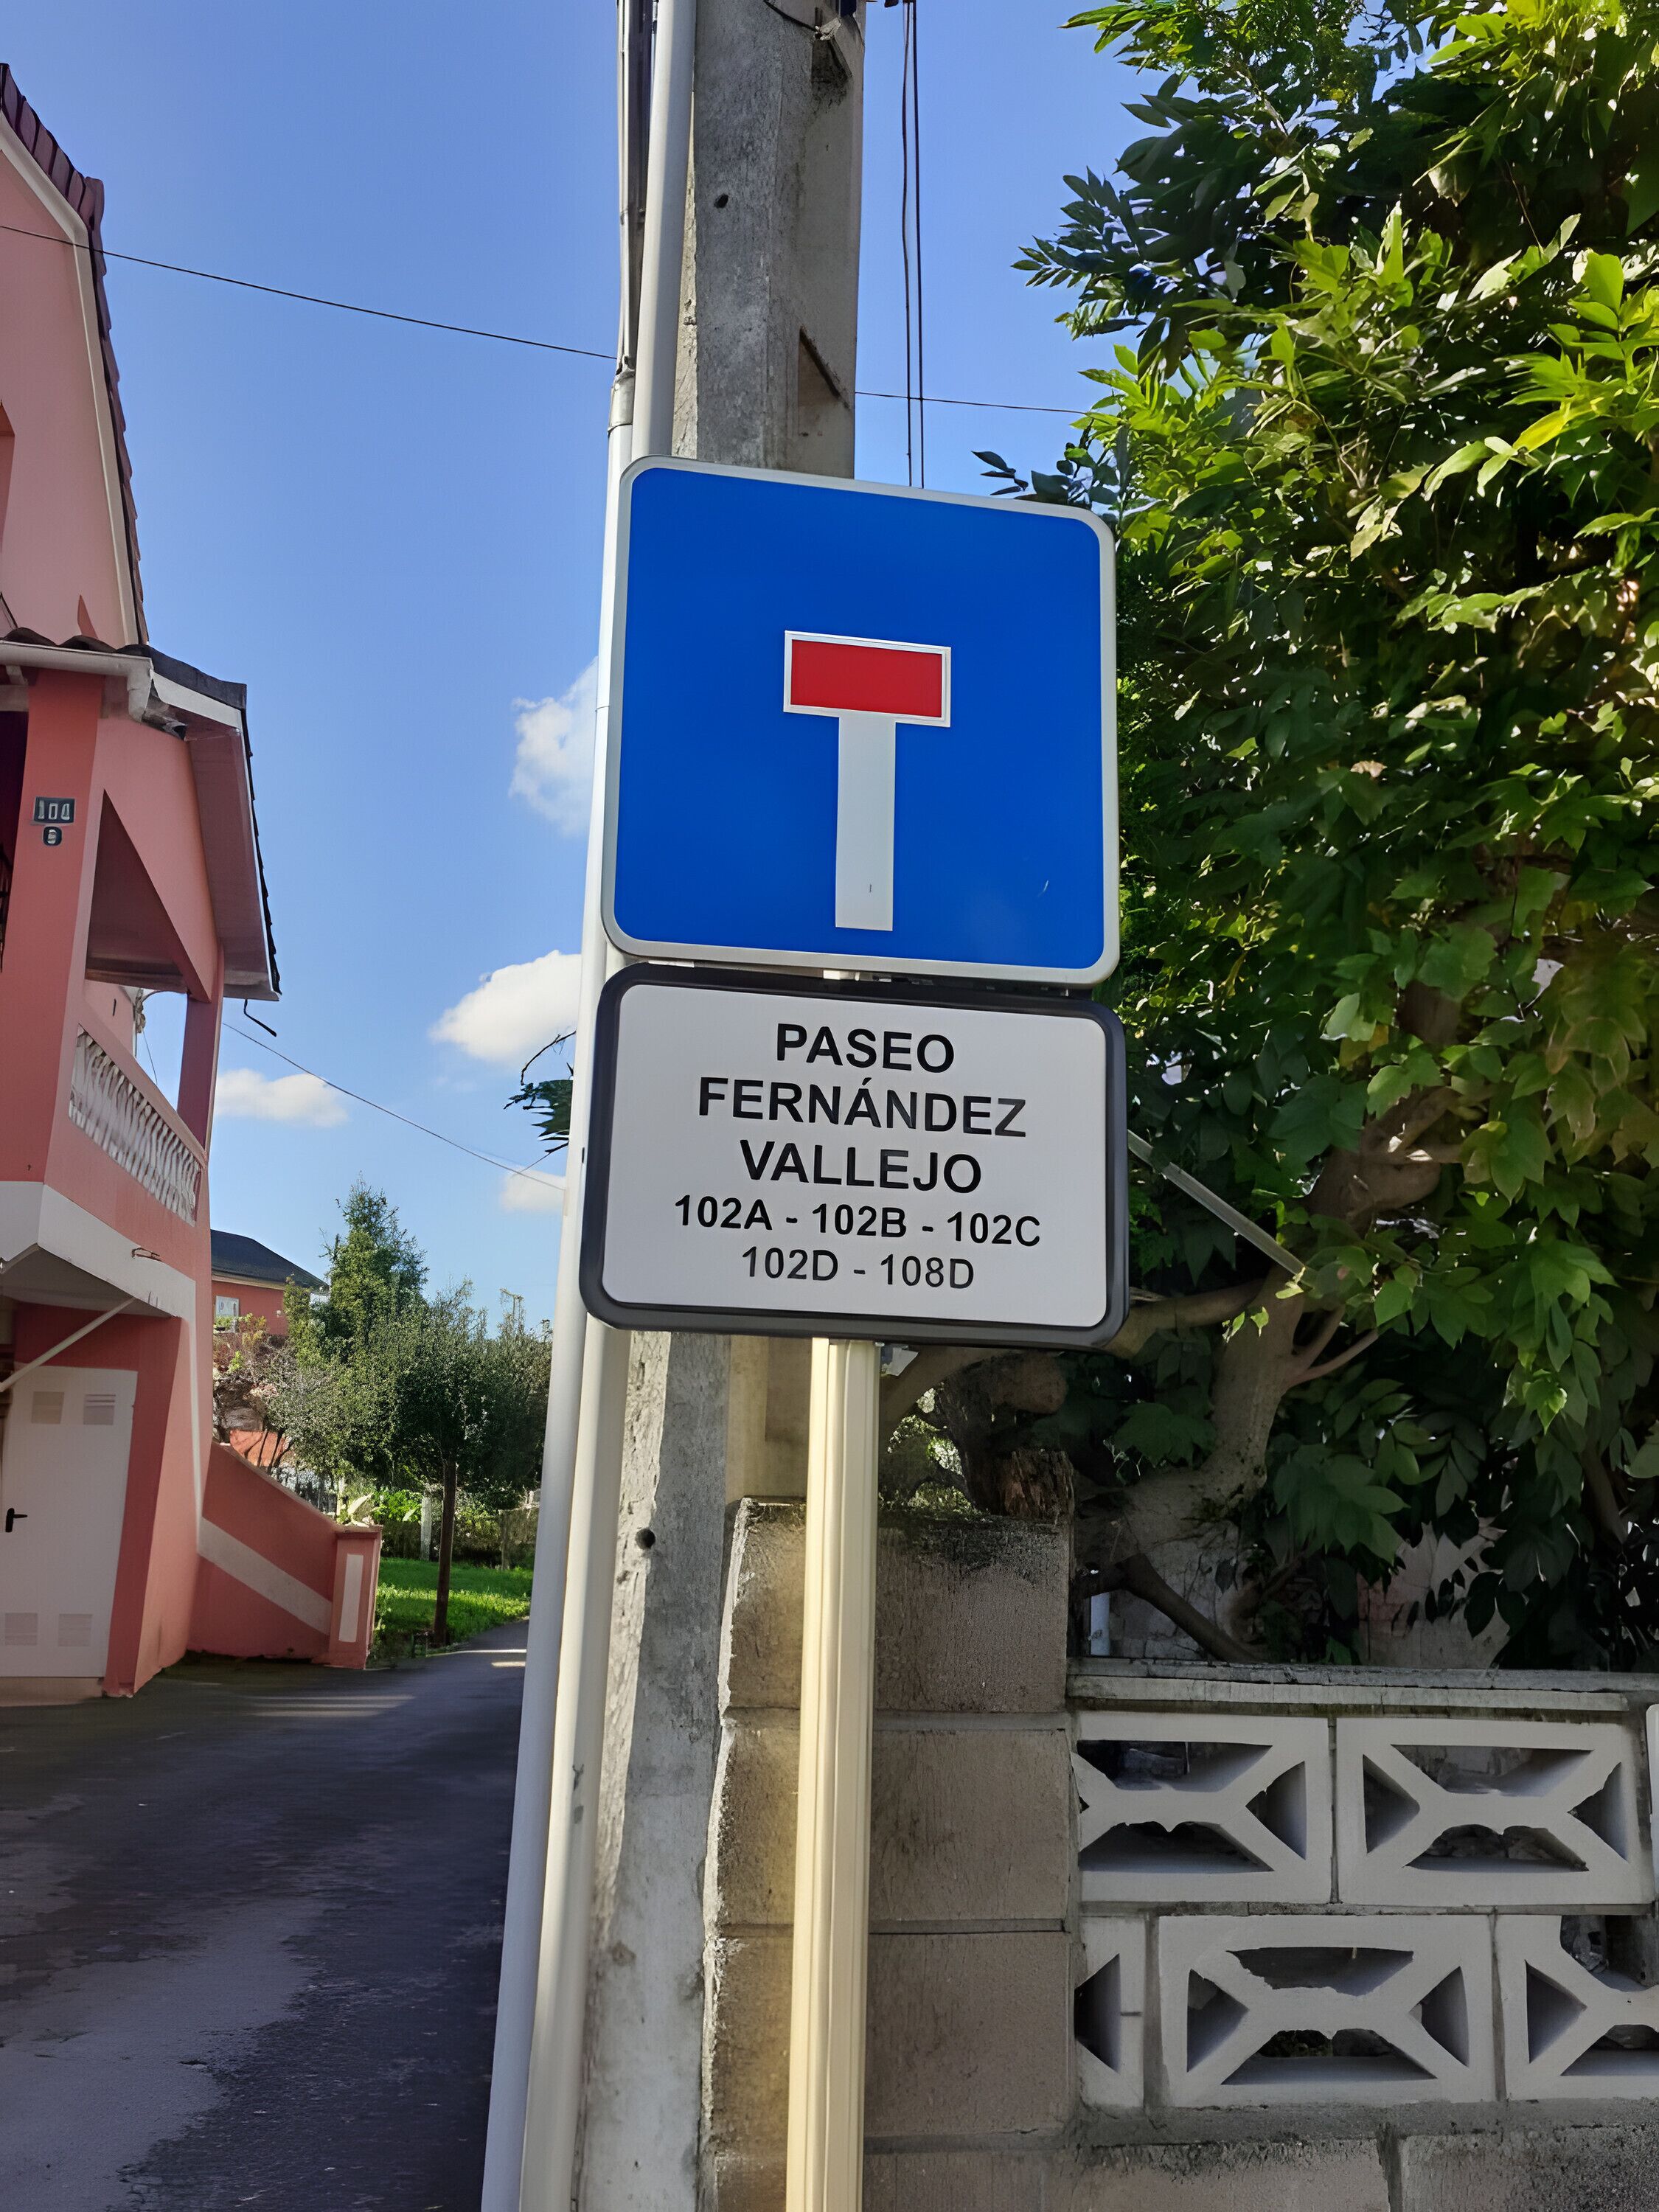 PASEO
FERNÁNDEZ
VALLEJO
102A - 102B - 102C
102D - 108D